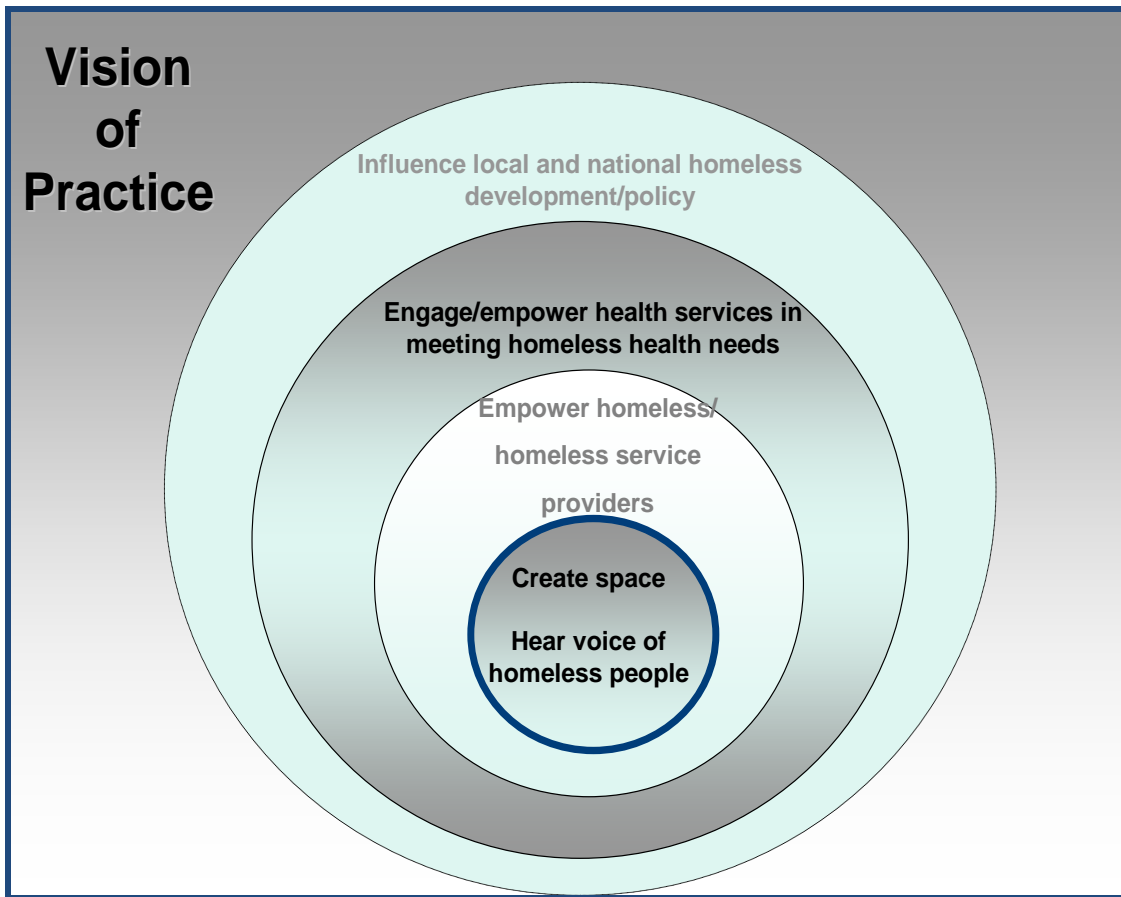 Vision
of
Practice
Influence local and national homeless
development/policy
Engage/empower health services in
meeting homeless health needs
Empower homeless/
homeless service
providers
Create space
Hear voice of
homeless people